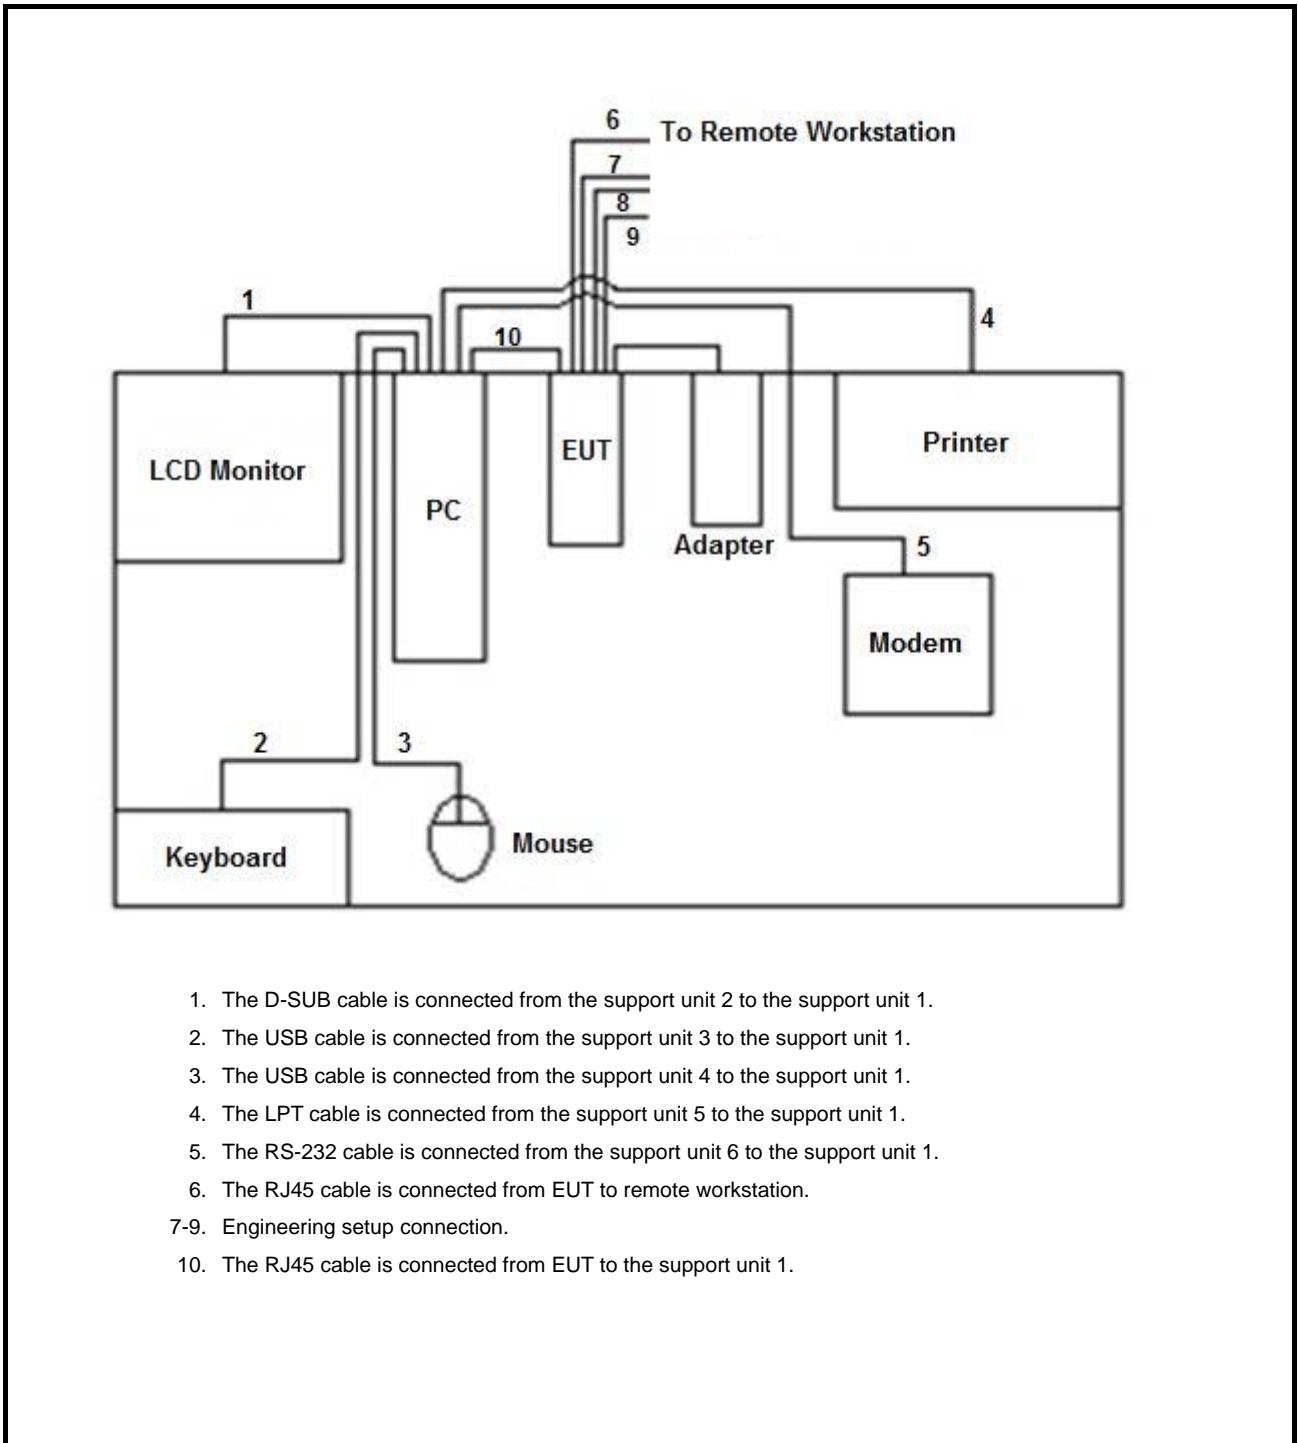 6
To Remote Workstation
7
8
9
1
10
4
LCD Monitor
PC
EUT
Adapter
Printer
5
Modem
2
3
Keyboard
Mouse
1. The D-SUB cable is connected from the support unit 2 to the support unit 1.
2. The USB cable is connected from the support unit 3 to the support unit 1.
3. The USB cable is connected from the support unit 4 to the support unit 1.
4. The LPT cable is connected from the support unit 5 to the support unit 1.
5. The RS-232 cable is connected from the support unit 6 to the support unit 1.
6. The RJ45 cable is connected from EUT to remote workstation.
7-9. Engineering setup connection.
10. The RJ45 cable is connected from EUT to the support unit 1.